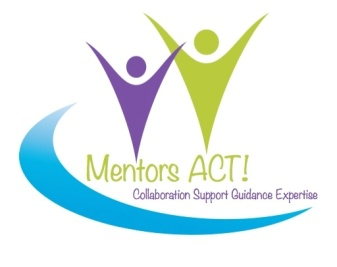 Mentors ACT!
Collaboration Support Guidance Expertise